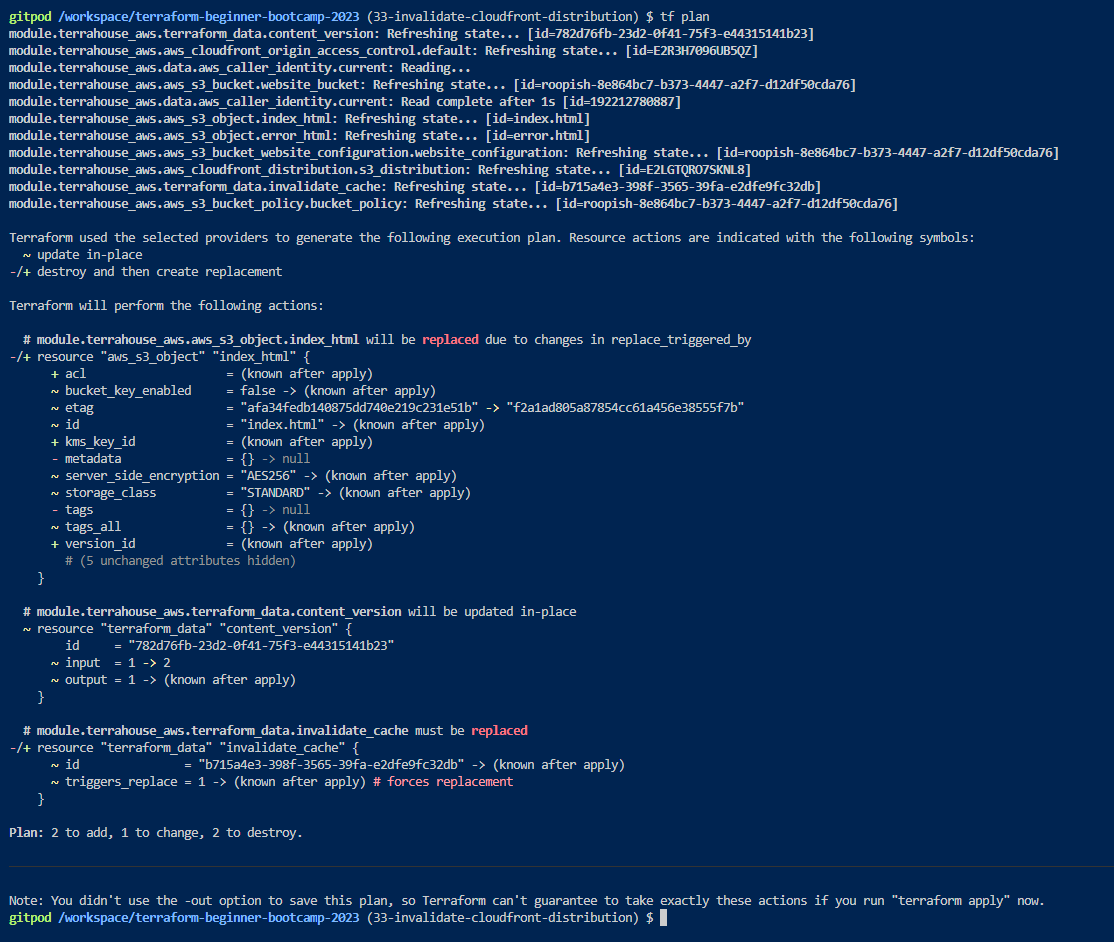 gitpod /workspace/terraform-beginner-bootcamp-2023 (33-invalidate-cloudfront-distribution) $ tf plan
module.terrahouse_aws.terraform_data.content_version: Refreshing state... [id=782d76fb-23d2-0f41-75f3-e44315141b23]
module.terrahouse_aws.aws_cloudfront_origin_access_control.default: Refreshing state... [id=E2R3H7096UB5QZ]
module.terrahouse_aws.data.aws_caller_identity.current: Reading...
module.terrahouse_aws.aws_s3_bucket.website_bucket: Refreshing state... [id=roopish-8e864bc7-b373-4447-a2f7-d12df50cda76]
module.terrahouse_aws.data.aws_caller_identity.current: Read complete after 1s [id=192212780887]
module.terrahouse_aws.aws_s3_object.index_html: Refreshing state... [id=index.html]
module.terrahouse_aws.aws_s3_object.error_html: Refreshing state... [id=error.html]
module.terrahouse_aws.aws_s3_bucket_website_configuration.website_configuration: Refreshing state... [id=roopish-8e864bc7-b373-4447-a2f7-d12df50cda76]
module.terrahouse_aws.aws_cloudfront_distribution.s3_distribution: Refreshing state... [id=E2LGTQRO7SKNL8]
module.terrahouse_aws.terraform_data.invalidate_cache: Refreshing state... [id=b715a4e3-398f-3565-39fa-e2dfe9fc32db]
module.terrahouse_aws.aws_s3_bucket_policy.bucket_policy: Refreshing state... [id=roopish-8e864bc7-b373-4447-a2f7-d12df50cda76]
Terraform used the selected providers to generate the following execution plan. Resource actions are indicated with the following symbols:
  ~ update in-place
-/+ destroy and then create replacement
Terraform will perform the following actions:
  # module.terrahouse_aws.aws_s3_object.index_html will be replaced due to changes in replace_triggered_by
-/+ resource "aws_s3_object" "index_html" {
      + acl                    = (known after apply)
      ~ bucket_key_enabled     = false -> (known after apply)
      ~ etag                   = "afa34fedb140875dd740e219c231e51b" -> "f2a1ad805a87854cc61a456e38555f7b"
      ~ id                     = "index.html" -> (known after apply)
      + kms_key_id             = (known after apply)
      - metadata               = {} -> null
      ~ server_side_encryption = "AES256" -> (known after apply)
      ~ storage_class          = "STANDARD" -> (known after apply)
      - tags                   = {} -> null
      ~ tags_all               = {} -> (known after apply)
      + version_id             = (known after apply)
        # (5 unchanged attributes hidden)
    }
  # module.terrahouse_aws.terraform_data.content_version will be updated in-place
  ~ resource "terraform_data" "content_version" {
        id     = "782d76fb-23d2-0f41-75f3-e44315141b23"
      ~ input  = 1 -> 2
      ~ output = 1 -> (known after apply)
    }
  # module.terrahouse_aws.terraform_data.invalidate_cache must be replaced
-/+ resource "terraform_data" "invalidate_cache" {
      ~ id               = "b715a4e3-398f-3565-39fa-e2dfe9fc32db" -> (known after apply)
      ~ triggers_replace = 1 -> (known after apply) # forces replacement
    }
Plan: 2 to add, 1 to change, 2 to destroy.
Note: You didn't use the -out option to save this plan, so Terraform can't guarantee to take exactly these actions if you run "terraform apply" now.
gitpod /workspace/terraform-beginner-bootcamp-2023 (33-invalidate-cloudfront-distribution) $